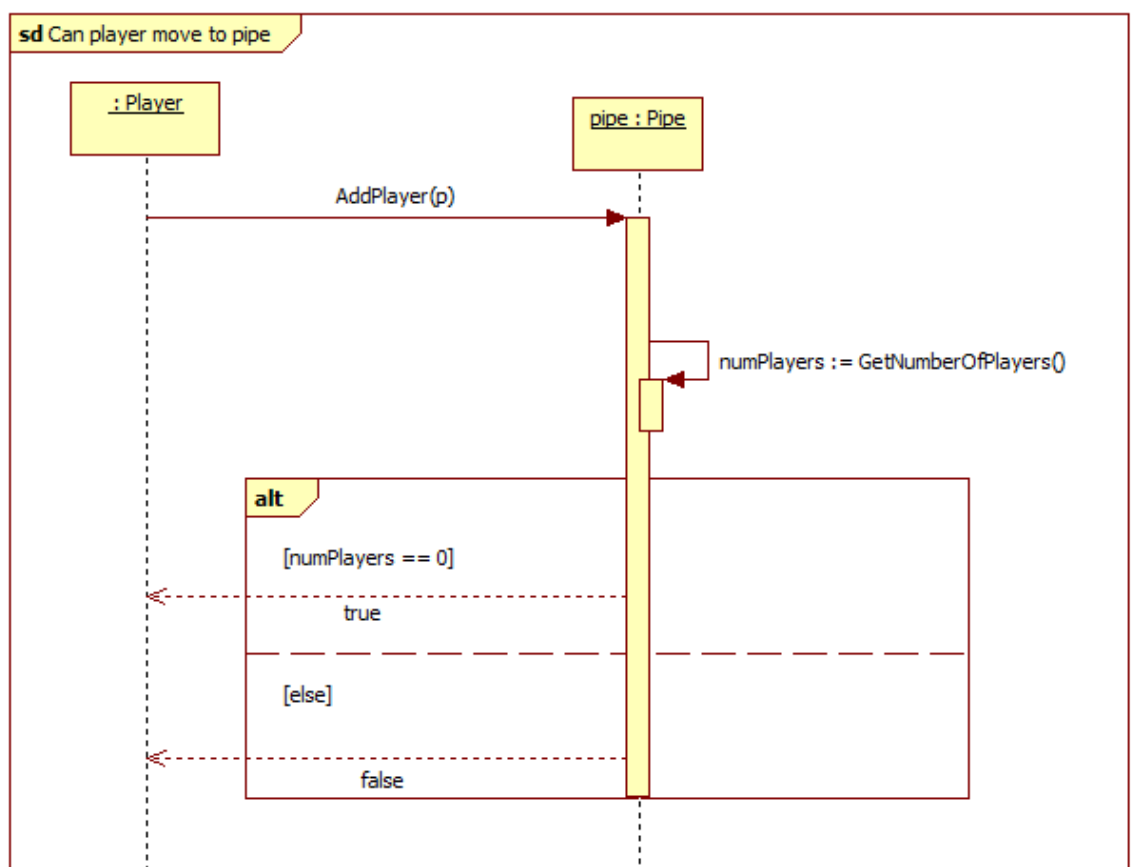 sd Can player move to pipe
: Player
pipe : Pipe
AddPlayer(p)
numPlayers := GetNumberOfPlayers()
alt
[numPlayers == 0]
true
[else]
false